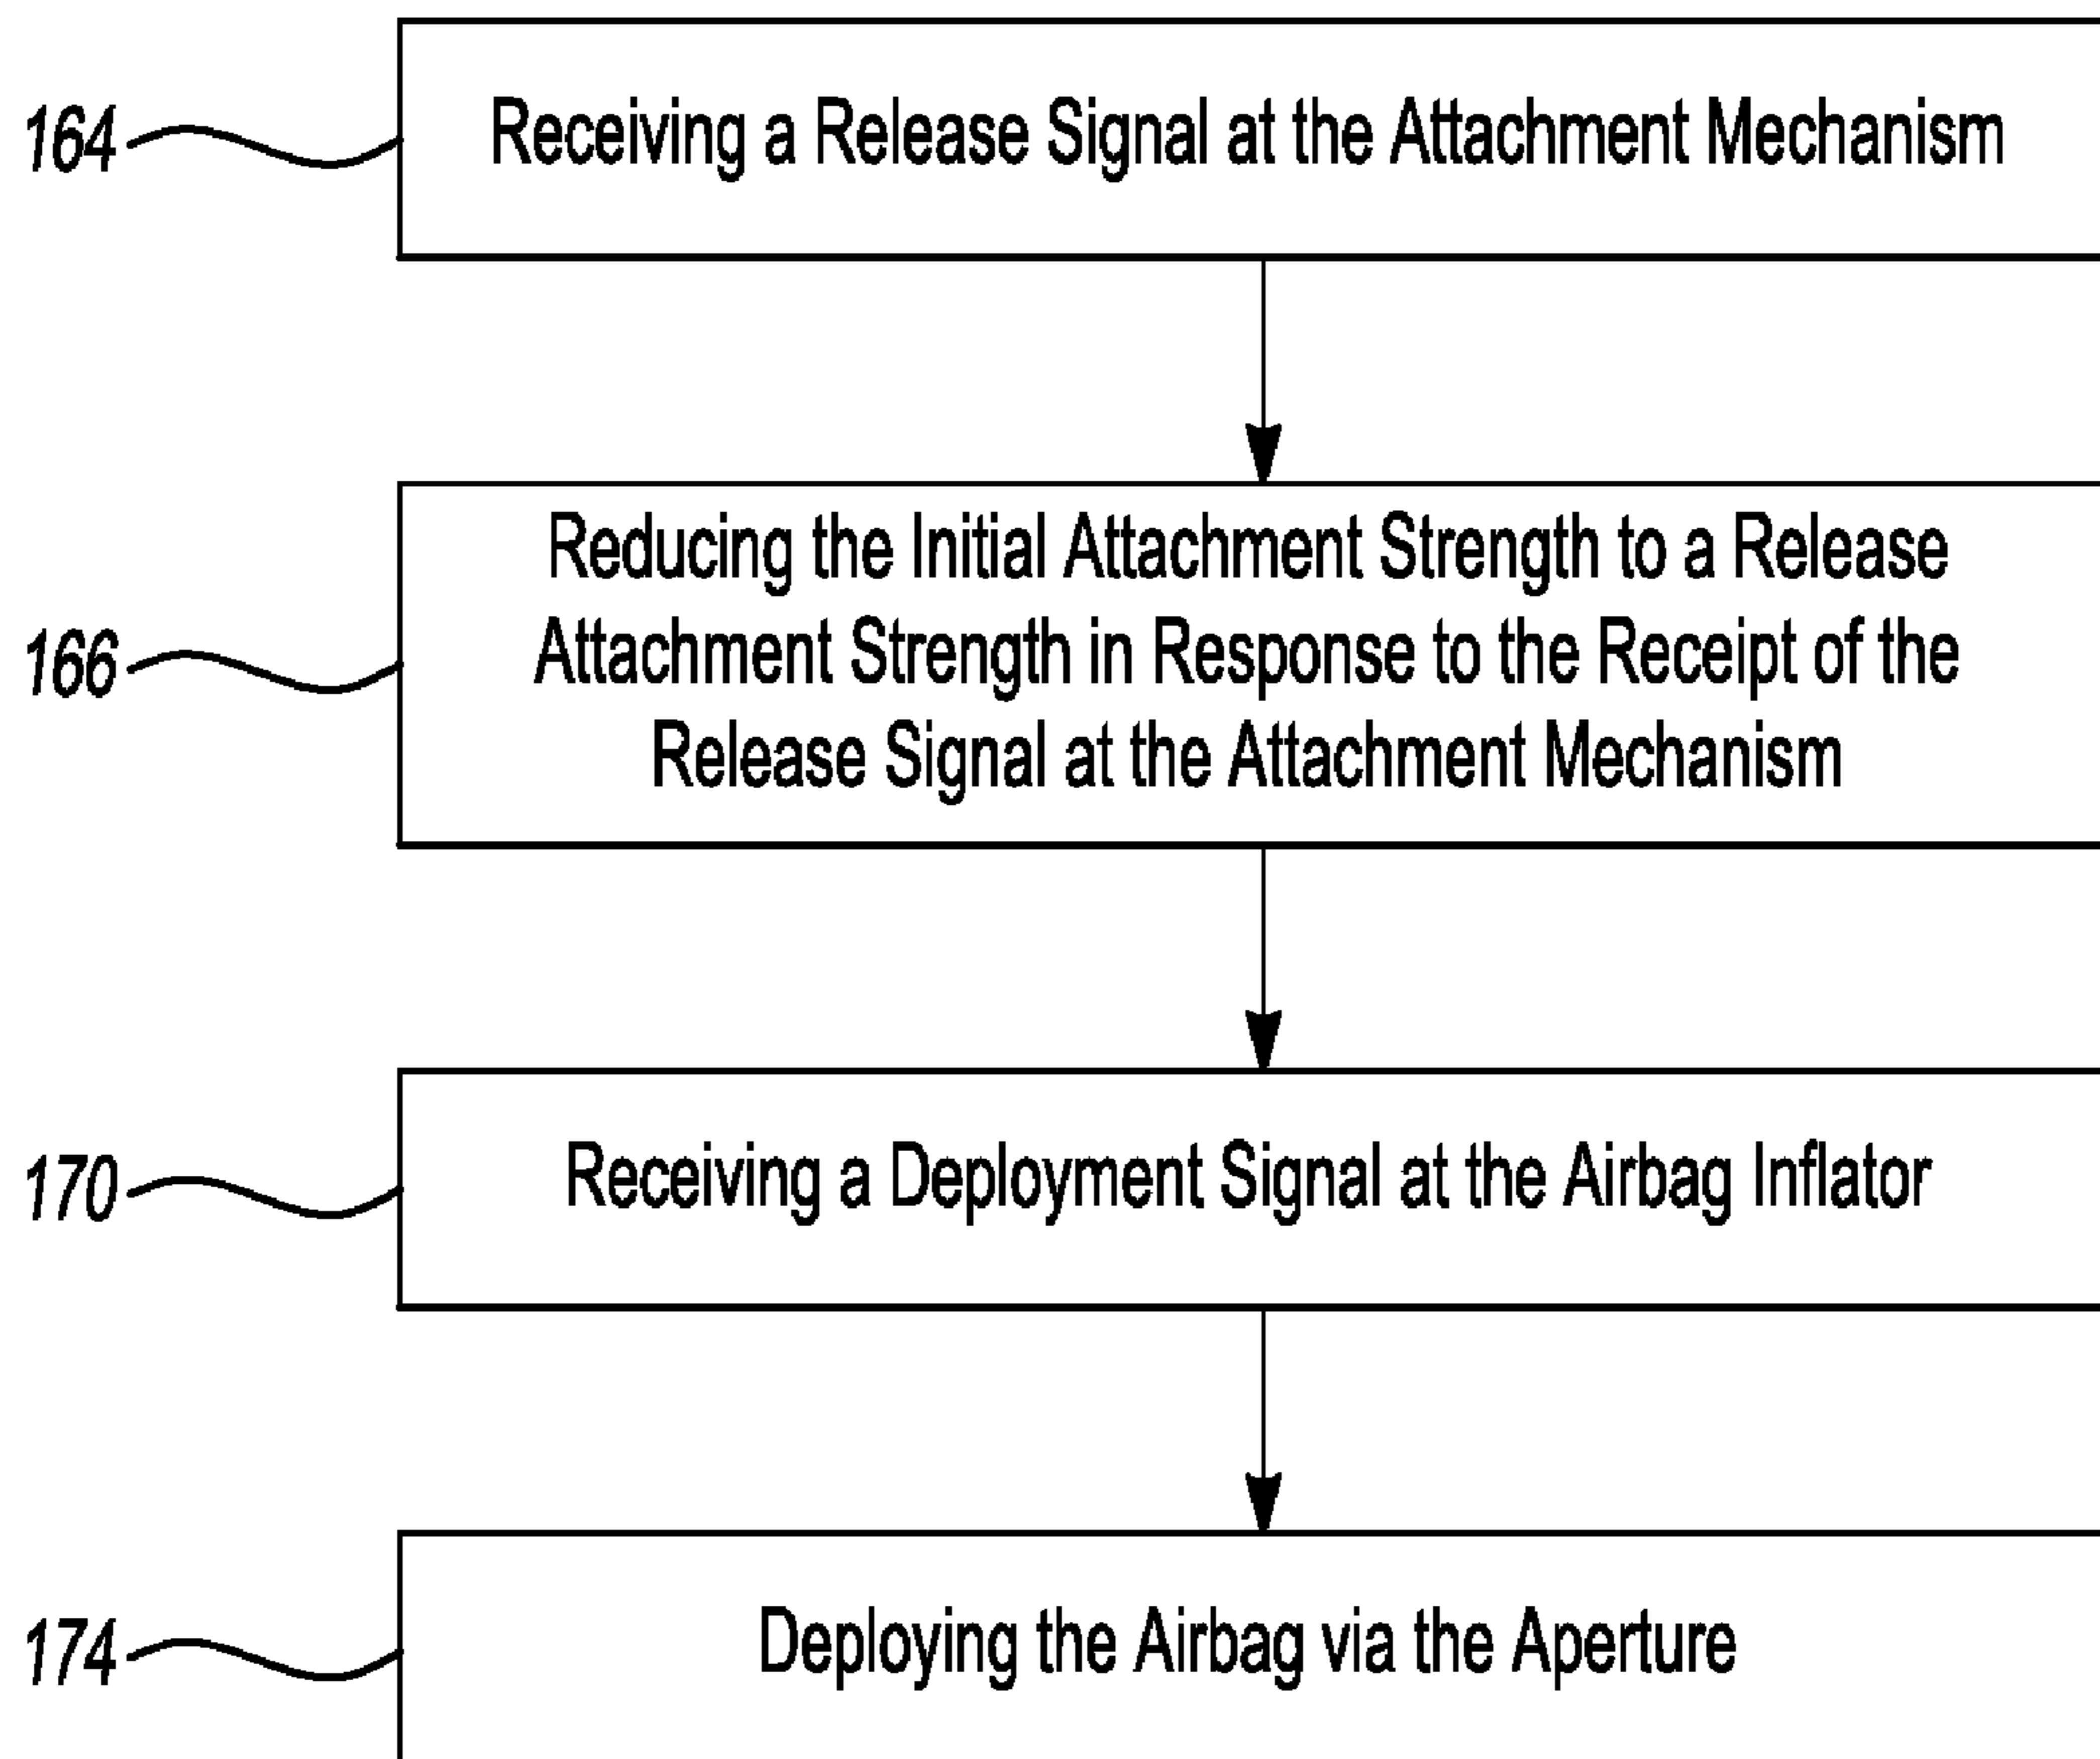 164
Receiving a Release Signal at the Attachment Mechanism
166
Reducing the Initial Attachment Strength to a Release
Attachment Strength in Response to the Receipt of the
Release Signal at the Attachment Mechanism
170
Receiving a Deployment Signal at the Airbag Inflator
174
Deploying the Airbag via the Aperture